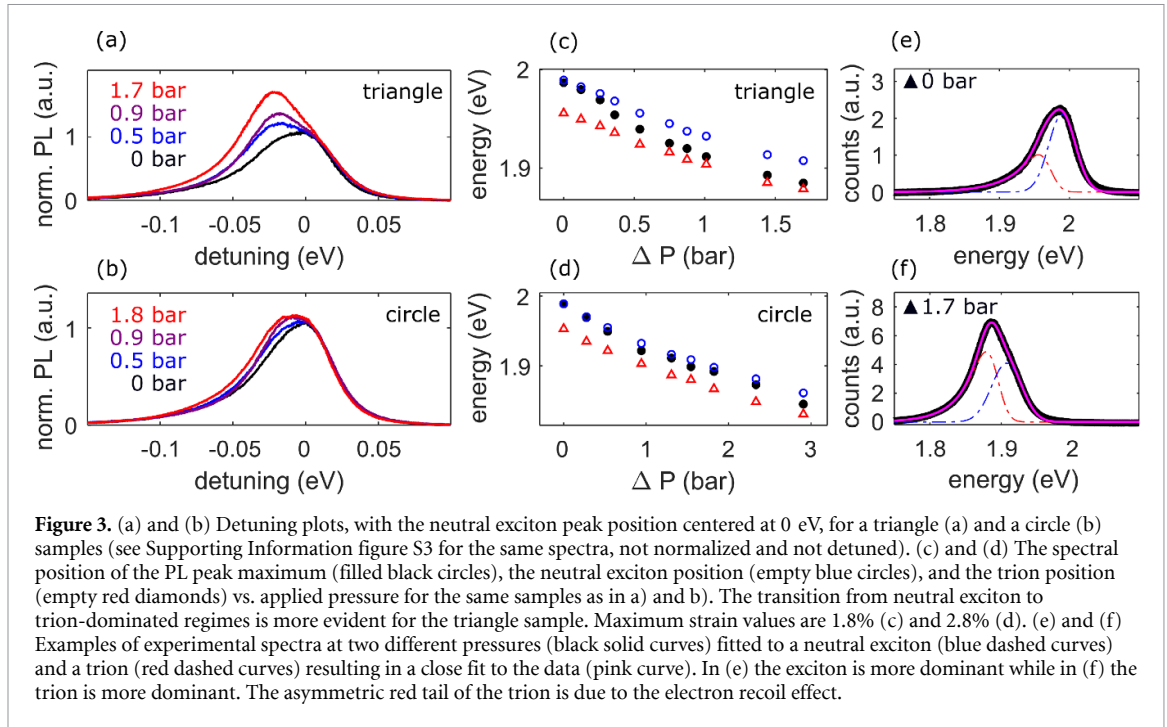 (a)
1.7 bar
0.9 bar
0.5 bar
0 bar
triangle
norm. PL (a.u.)
1
0
-0.1 -0.05 0 0.05
detuning (eV)
(b)
1.8 bar
0.9 bar
0.5 bar
0 bar
circle
norm. PL (a.u.)
1
0
-0.1 -0.05 0 0.05
detuning (eV)
(c)
triangle
energy (eV)
2
1.9
0 0.5 1 1.5
Δ P (bar)
(d)
circle
energy (eV)
2
1.9
0 1 2 3
Δ P (bar)
(e)
▲0 bar
counts (a.u.)
3
2
1
0
1.8 1.9 2
energy (eV)
(f)
▲1.7 bar
counts (a.u.)
8
6
4
2
0
1.8 1.9 2
energy (eV)
Figure 3. (a) and (b) Detuning plots, with the neutral exciton peak position centered at 0 eV, for a triangle (a) and a circle (b)
samples (see Supporting Information figure S3 for the same spectra, not normalized and not detuned). (c) and (d) The spectral
position of the PL peak maximum (filled black circles), the neutral exciton position (empty blue circles), and the trion position
(empty red diamonds) vs. applied pressure for the same samples as in a) and b). The transition from neutral exciton to
trion-dominated regimes is more evident for the triangle sample. Maximum strain values are 1.8% (c) and 2.8% (d). (e) and (f)
Examples of experimental spectra at two different pressures (black solid curves) fitted to a neutral exciton (blue dashed curves)
and a trion (red dashed curves) resulting in a close fit to the data (pink curve). In (e) the exciton is more dominant while in (f) the
trion is more dominant. The asymmetric red tail of the trion is due to the electron recoil effect.